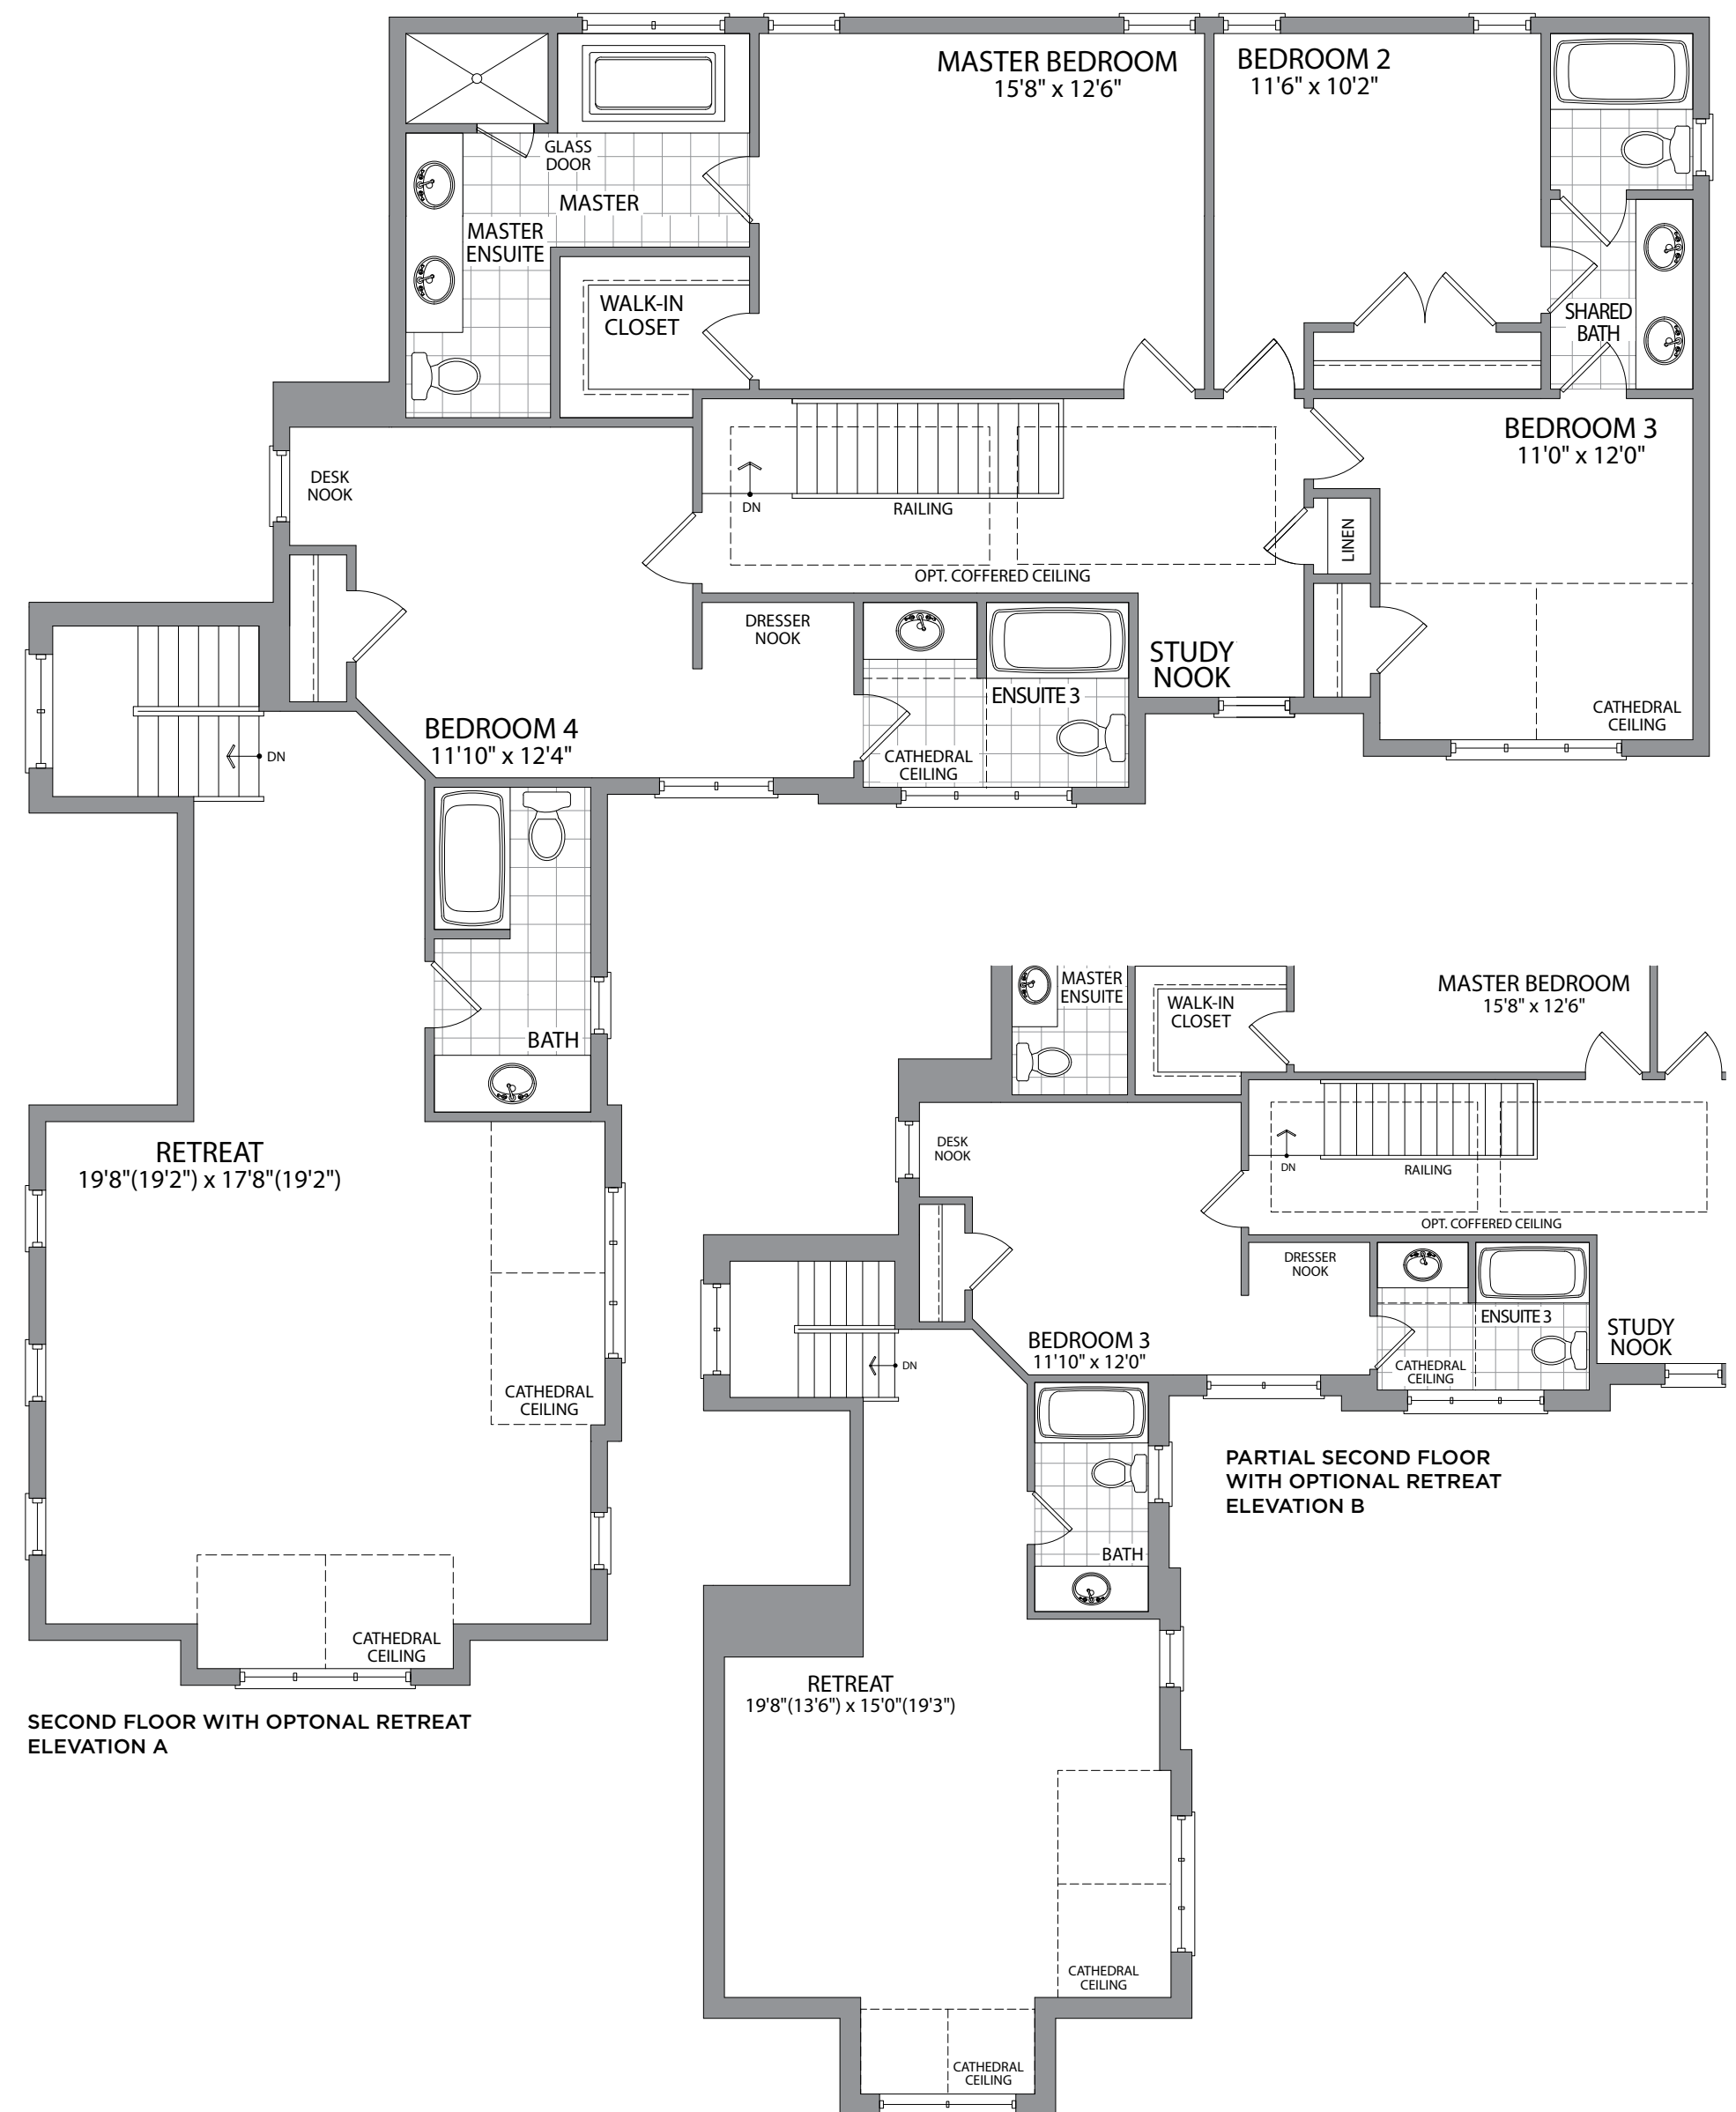 MASTER BEDROOM
15'8" x 12'6"
BEDROOM 2
11'6" x 10'2"
GLASS
DOOR
MASTER
MASTER
ENSUITE
WALK-IN
CLOSET
SHARED
BATH
BEDROOM 3
11'0" x 12'0"
DESK
NOOK
DN
RAILING
LINEN
OPT. COFFERED CEILING
DRESSER
NOOK
STUDY
NOOK
ENSUITE 3
CATHEDRAL
CEILING
BEDROOM 4
11'10" x 12'4"
CATHEDRAL
CEILING
DN
BATH
RETREAT
19'8"(19'2") x 17'8"(19'2")
CATHEDRAL
CEILING
CATHEDRAL
CEILING
SECOND FLOOR WITH OPTONAL RETREAT
ELEVATION A
MASTER
ENSUITE
WALK-IN
CLOSET
MASTER BEDROOM
15'8" x 12'6"
DESK
NOOK
DN
RAILING
OPT. COFFERED CEILING
DRESSER
NOOK
ENSUITE 3
STUDY
NOOK
BEDROOM 3
11'10" x 12'0"
CATHEDRAL
CEILING
DN
PARTIAL SECOND FLOOR
WITH OPTIONAL RETREAT
ELEVATION B
BATH
RETREAT
19'8"(13'6") x 15'0"(19'3")
CATHEDRAL
CEILING
CATHEDRAL
CEILING